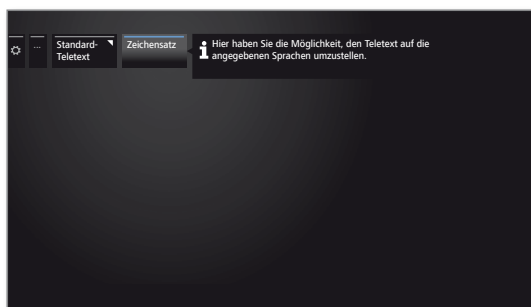 ...
Standard-
Teletext
Zeichensatz
Hier haben Sie die Möglichkeit, den Teletext auf die
angegebenen Sprachen umzustellen.